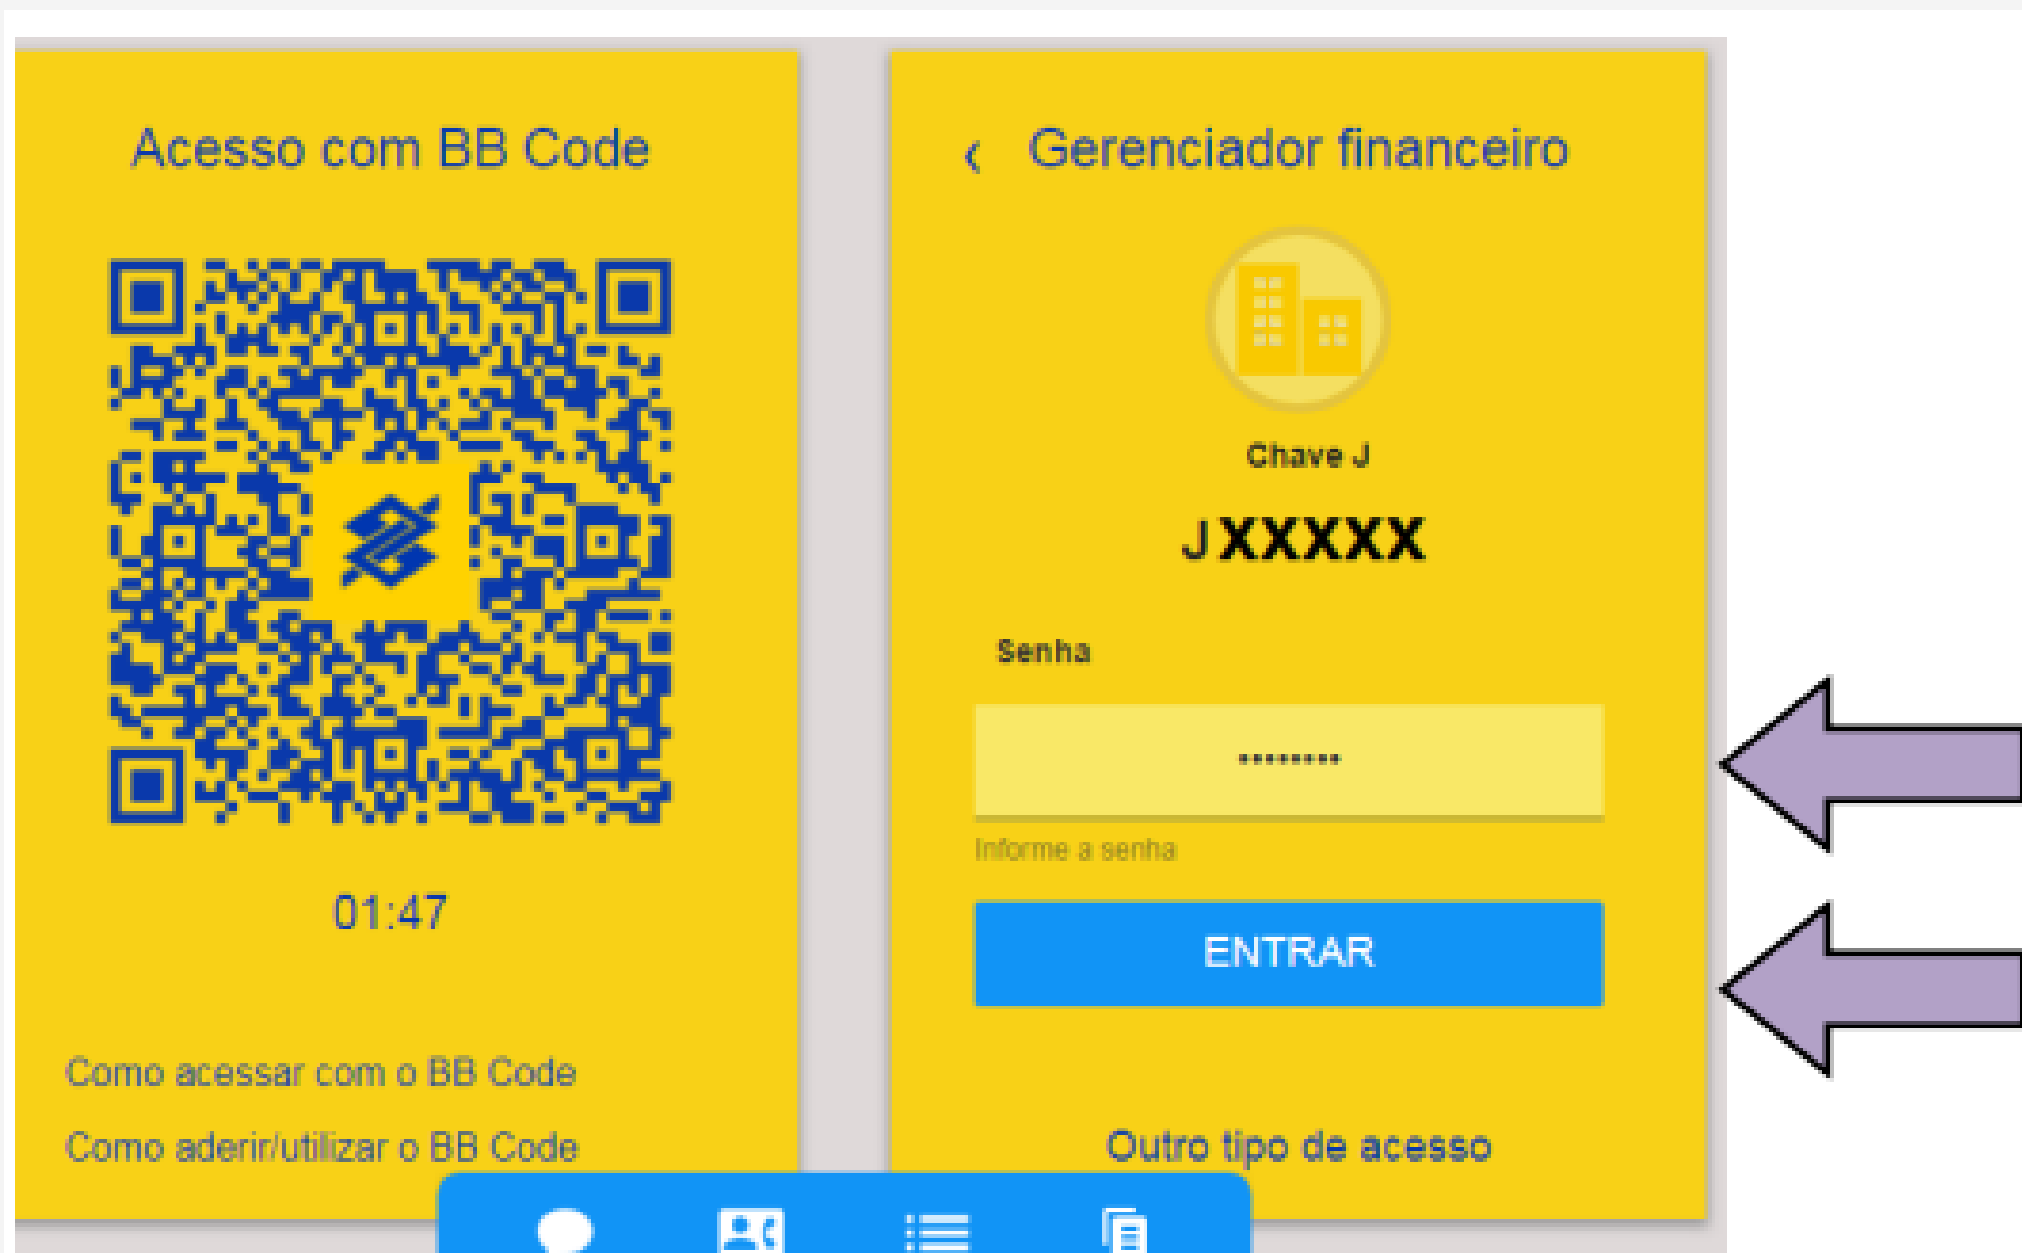 Acesso com BB Code
01:47
Como acessar com o BB Code
Como aderir/utilizar o BB Code
Gerenciador financeiro
Chave J
JXXXXX
Senha
········
Informe a senha
ENTRAR
Outro tipo de acesso